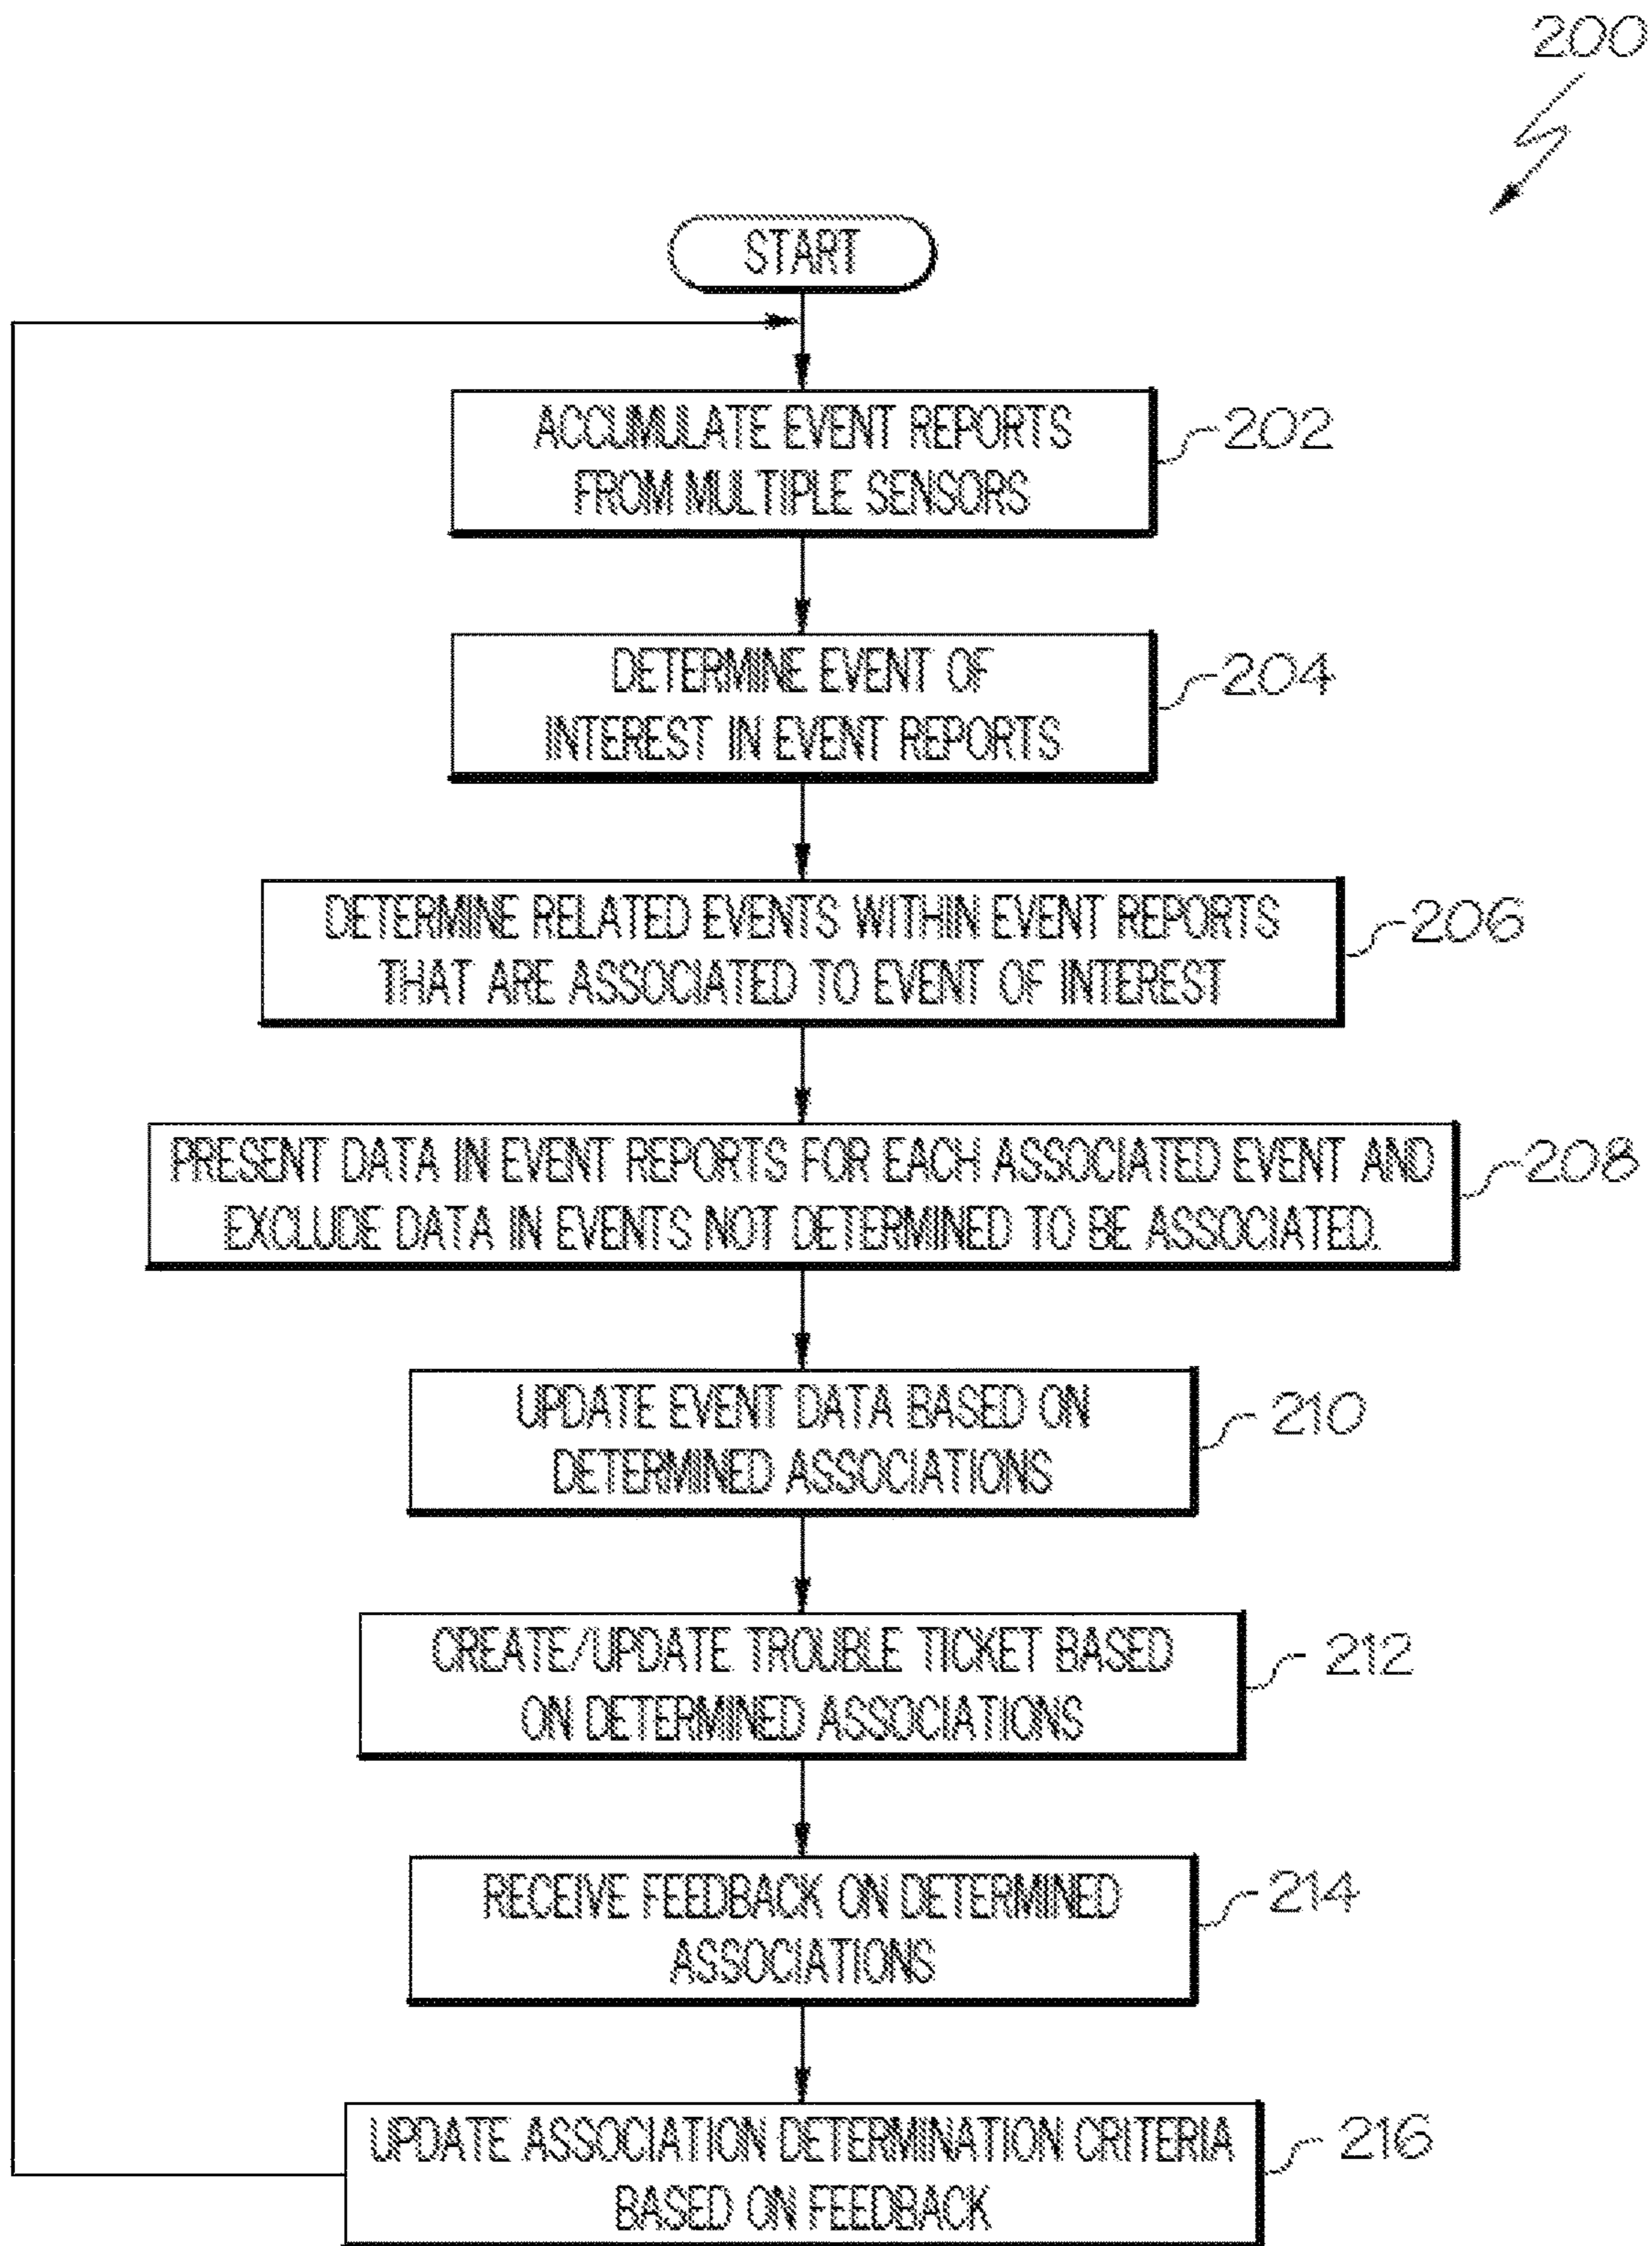 200
START
ACCUMULATE EVENT REPORTS
FROM MULTIPLE SENSORS
202
DETERMINE EVENT OF
INTEREST IN EVENT REPORTS
204
DETERMINE RELATED EVENTS WITHIN EVENT REPORTS
THAT ARE ASSOCIATED TO EVENT OF INTEREST
206
PRESENT DATA IN EVENT REPORTS FOR EACH ASSOCIATED EVENT AND
EXCLUDE DATA IN EVENTS NOT DETERMINED TO BE ASSOCIATED.
208
UPDATE EVENT DATA BASED ON
DETERMINED ASSOCIATIONS
210
CREATE/UPDATE TROUBLE TICKET BASED
ON DETERMINED ASSOCIATIONS
212
RECEIVE FEEDBACK ON DETERMINED
ASSOCIATIONS
214
UPDATE ASSOCIATION DETERMINATION CRITERIA
BASED ON FEEDBACK
216